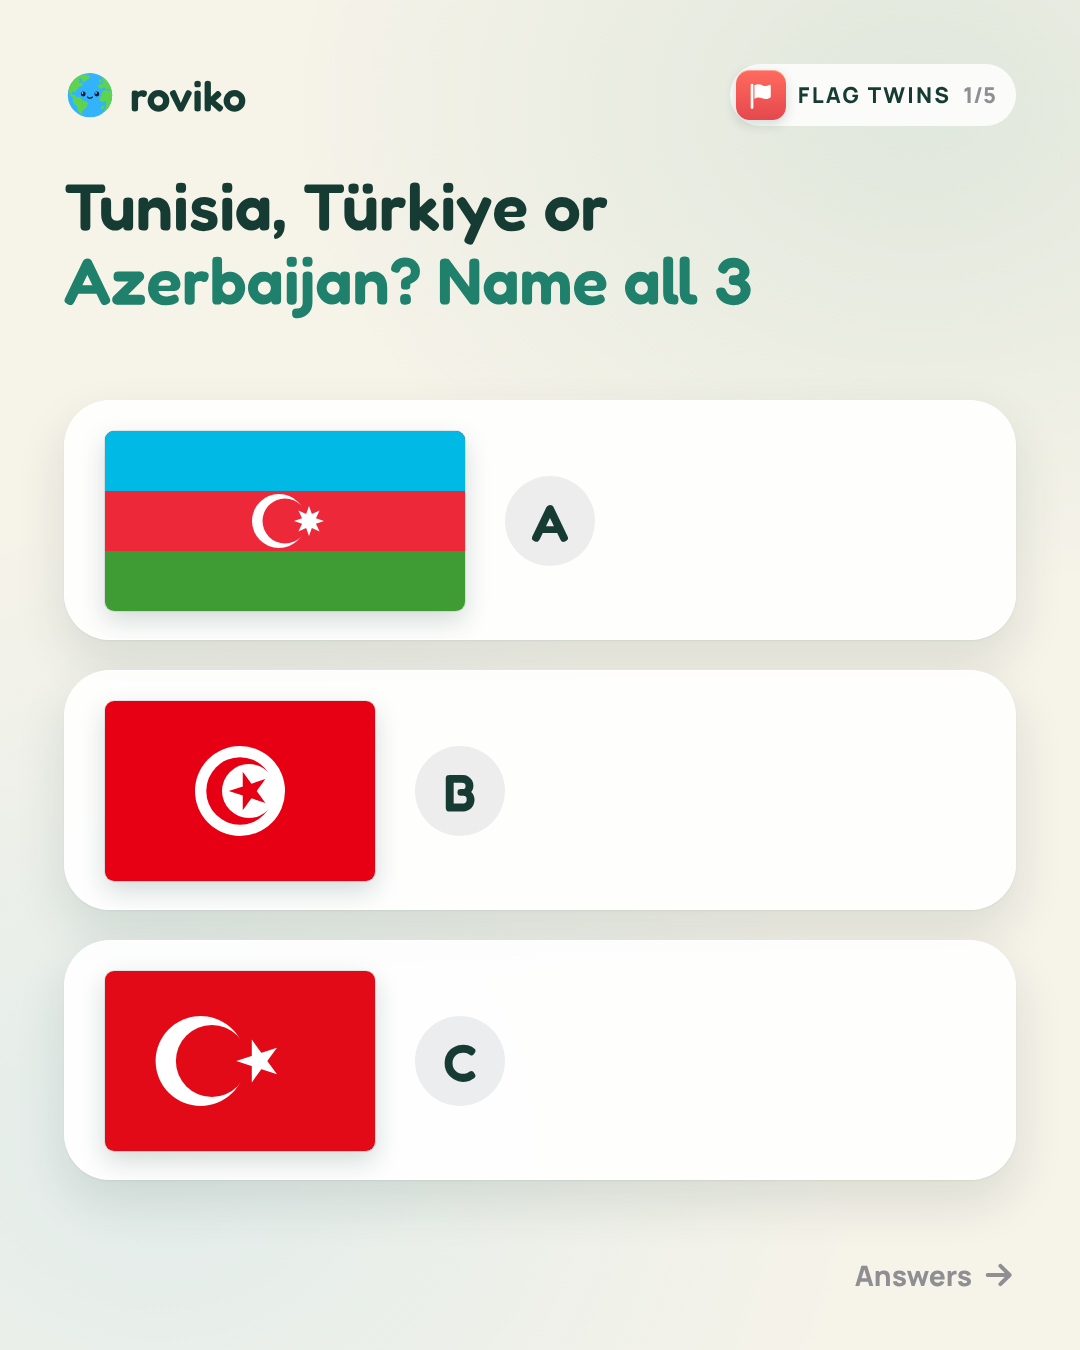 roviko
FLAG TWINS 1/5
Tunisia, Türkiye or
Azerbaijan? Name all 3
A
B
C
Answers →